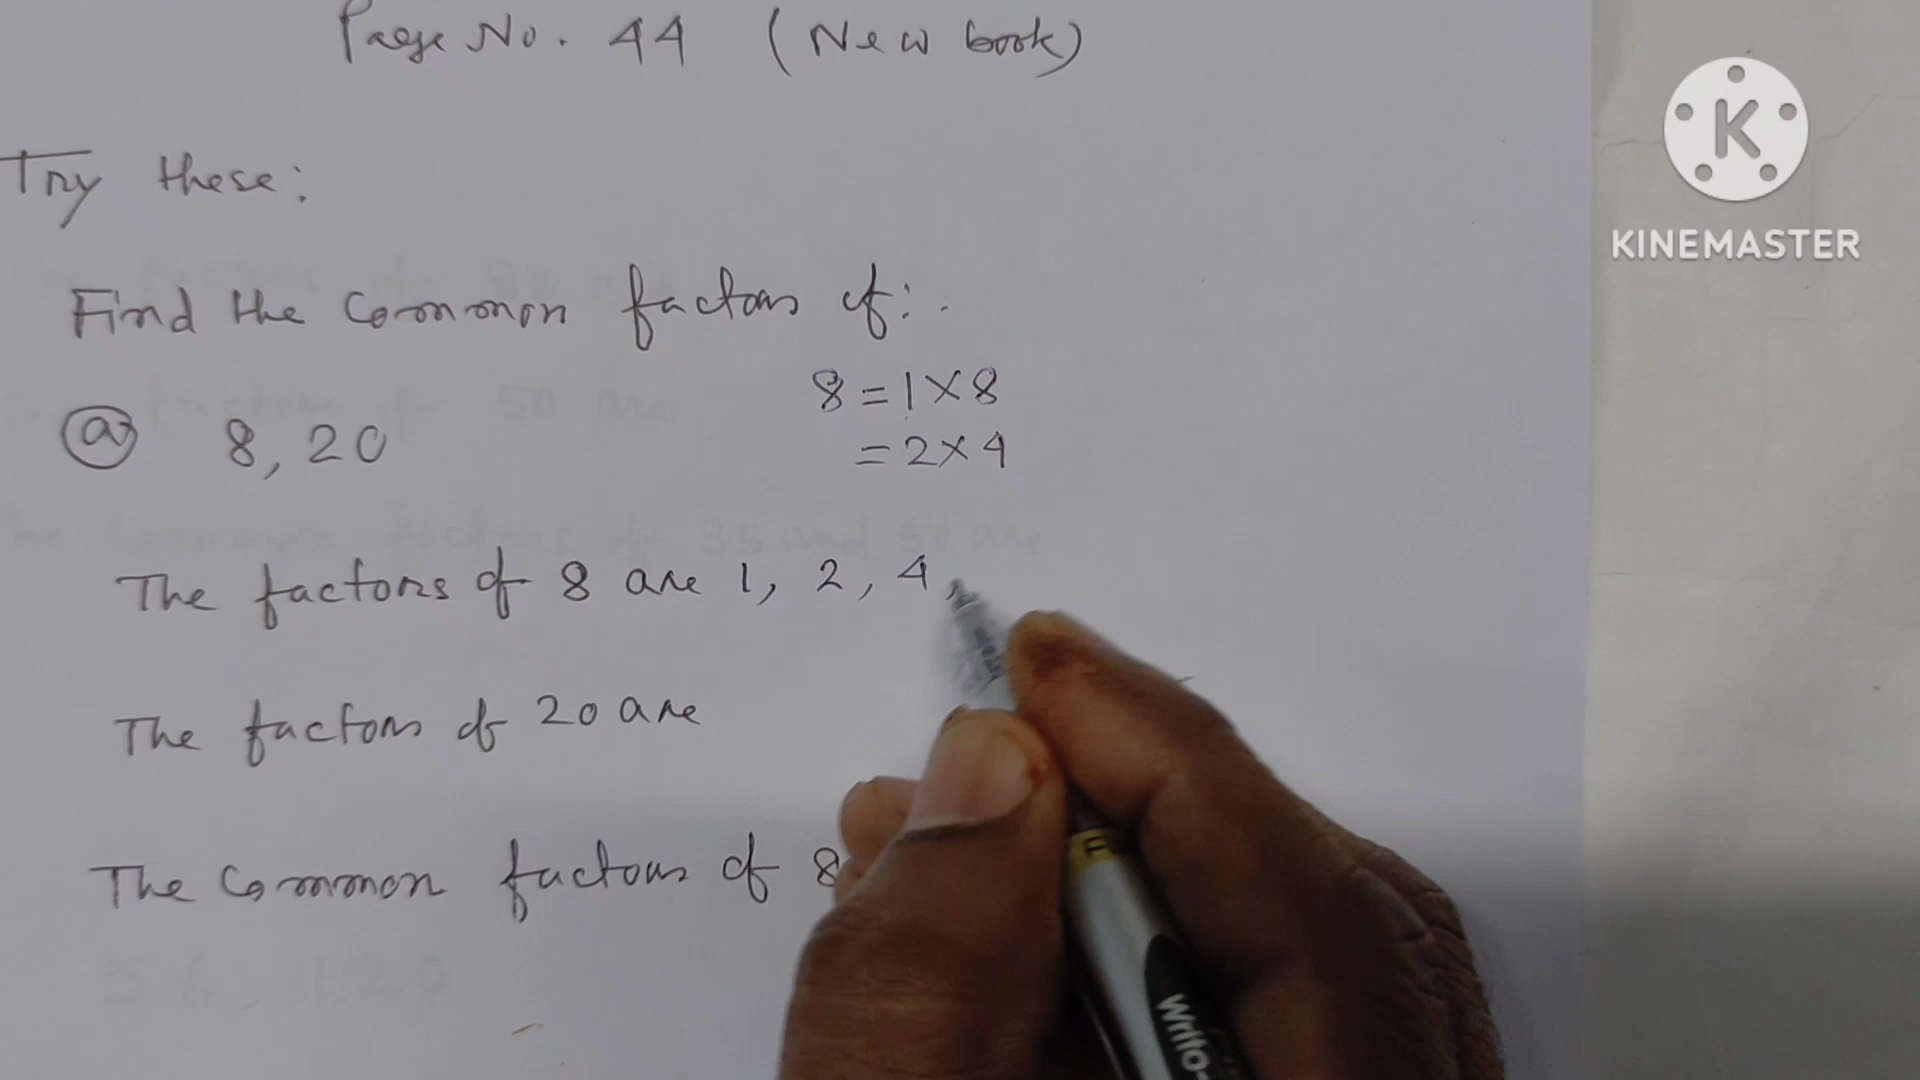 Page No. 44 (New book)
K
KINEMASTER
Try these:
Find the common factors of:-
8 = 1 × 8
= 2 × 4
(a) 8, 20
The factors of 8 are 1, 2, 4,
The factors of 20 are
The common factors of 8
Writo-